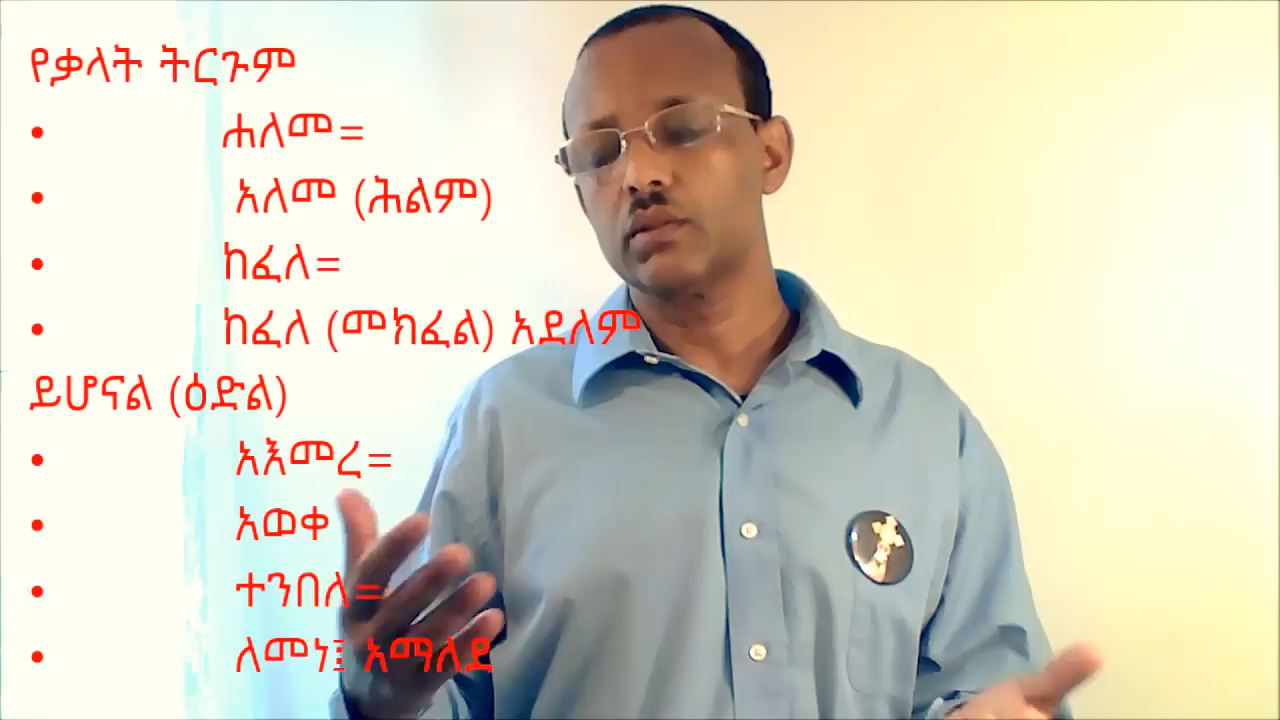 የቃላት ትርጉም
• ሐለመ=
• አለመ (ሕልም)
• ከፈለ=
• ከፈለ (መክፈል) አደለም
ይሆናል (ዕድል)
• አእመረ=
• አወቀ
• ተንበለ=
• ለመነ፤ አማለደ